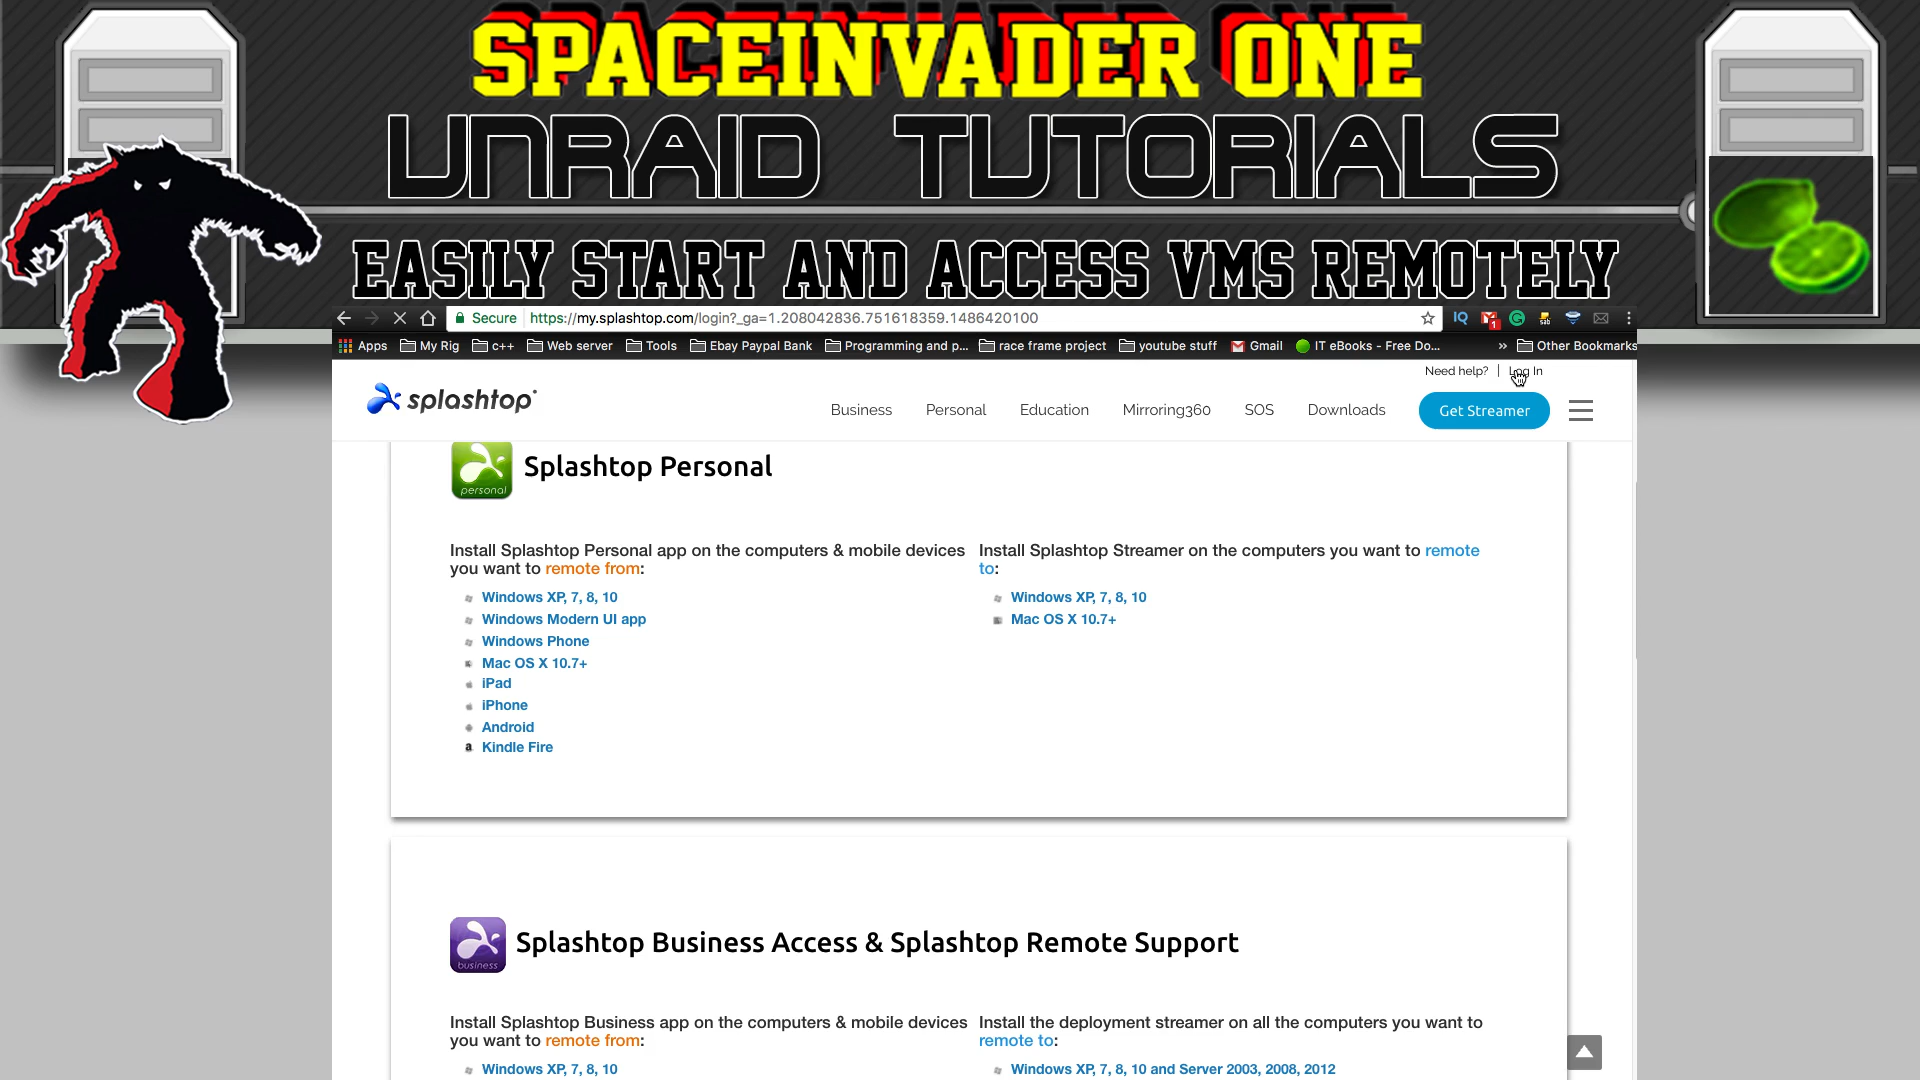 SPACEINVADER ONE
UNRAID TUTORIALS
EASILY START AND ACCESS VMS REMOTELY
Secure https://my.splashtop.com/login?_ga=1.208042836.751618359.1486420100
IQ 1 sab
Apps My Rig c++ Web server Tools Ebay Paypal Bank Programming and p... race frame project youtube stuff Gmail IT eBooks - Free Do... » Other Bookmarks
Need help? | Log In
splashtop
Business Personal Education Mirroring360 SOS Downloads Get Streamer
personal
Splashtop Personal
Install Splashtop Personal app on the computers & mobile devices
you want to remote from:
Windows XP, 7, 8, 10
Windows Modern UI app
Windows Phone
Mac OS X 10.7+
iPad
iPhone
Android
Kindle Fire
Install Splashtop Streamer on the computers you want to remote
to:
Windows XP, 7, 8, 10
Mac OS X 10.7+
business
Splashtop Business Access & Splashtop Remote Support
Install Splashtop Business app on the computers & mobile devices
you want to remote from:
Windows XP, 7, 8, 10
Install the deployment streamer on all the computers you want to
remote to:
Windows XP, 7, 8, 10 and Server 2003, 2008, 2012